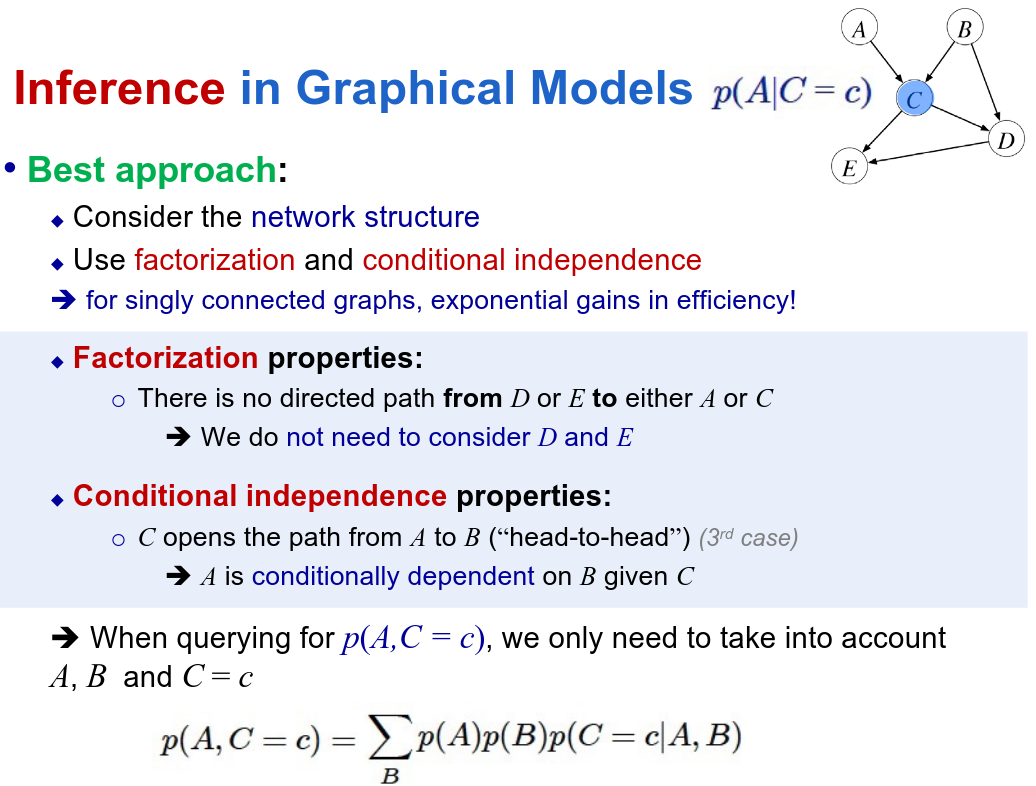 A B
Inference in Graphical Models p(A|C = c) C
D
• Best approach: E
◆ Consider the network structure
◆ Use factorization and conditional independence
➔ for singly connected graphs, exponential gains in efficiency!
◆ Factorization properties:
○ There is no directed path from D or E to either A or C
➔ We do not need to consider D and E
◆ Conditional independence properties:
○ C opens the path from A to B (“head-to-head”) (3rd case)
➔ A is conditionally dependent on B given C
➔ When querying for p(A,C = c), we only need to take into account
A, B and C = c
p(A, C = c) = ∑ p(A)p(B)p(C = c|A, B)
B